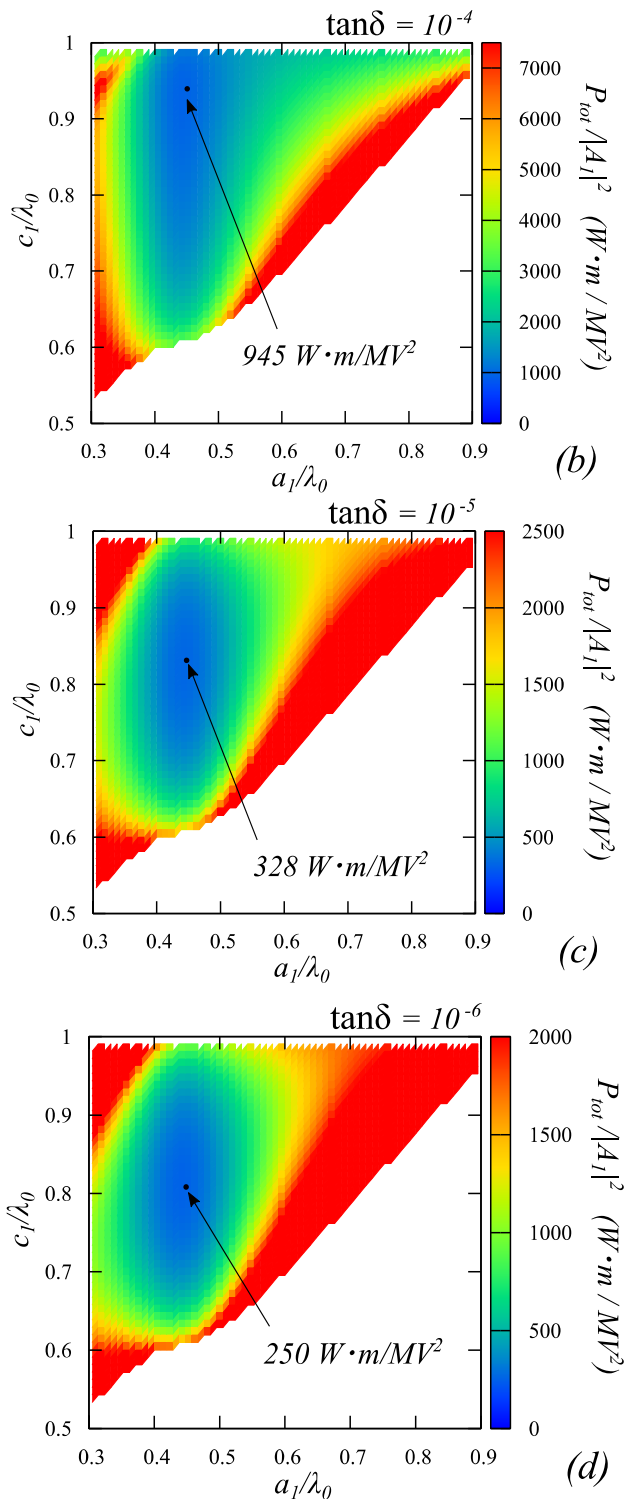 tanδ = 10⁻⁴
1
0.9
0.8
0.7
0.6
0.5
c₁/λ₀
0.3 0.4 0.5 0.6 0.7 0.8 0.9
a₁/λ₀
945 W·m/MV²
7000
6000
5000
4000
3000
2000
1000
0
P_tot/|A₁|² (W·m/MV²)
(b)
tanδ = 10⁻⁵
1
0.9
0.8
0.7
0.6
0.5
c₁/λ₀
0.3 0.4 0.5 0.6 0.7 0.8 0.9
a₁/λ₀
328 W·m/MV²
2500
2000
1500
1000
500
0
P_tot/|A₁|² (W·m/MV²)
(c)
tanδ = 10⁻⁶
1
0.9
0.8
0.7
0.6
0.5
c₁/λ₀
0.3 0.4 0.5 0.6 0.7 0.8 0.9
a₁/λ₀
250 W·m/MV²
2000
1500
1000
500
0
P_tot/|A₁|² (W·m/MV²)
(d)